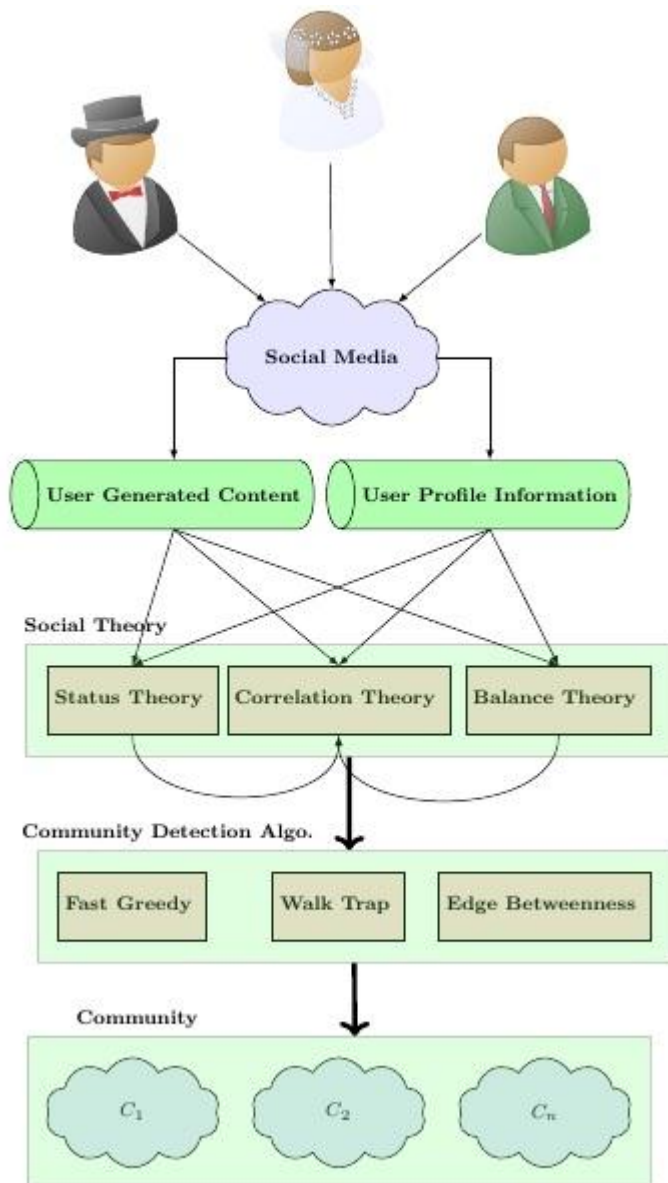 Social Media
User Generated Content
User Profile Information
Social Theory
Status Theory
Correlation Theory
Balance Theory
Community Detection Algo.
Fast Greedy
Walk Trap
Edge Betweenness
Community
C₁
C₂
Cₙ